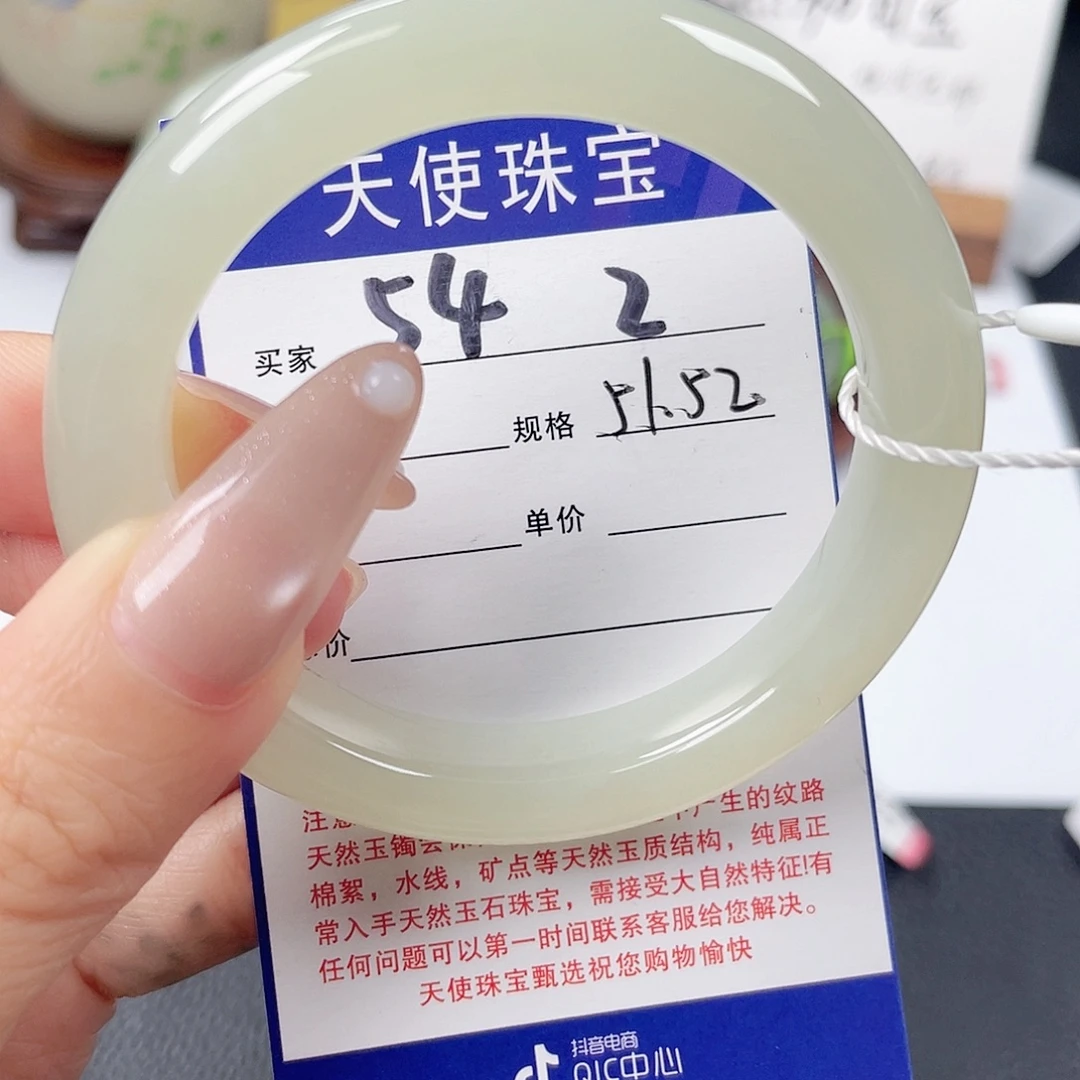 天使珠宝
买家 54 2
规格 51.52
单价
价
注意 生的纹路
天然玉镯会
棉絮，水线，矿点等天然玉质结构，纯属正
常入手天然玉石珠宝，需接受大自然特征!有
任何问题可以第一时间联系客服给您解决。
天使珠宝甄选祝您购物愉快
抖音电商
QIC中心